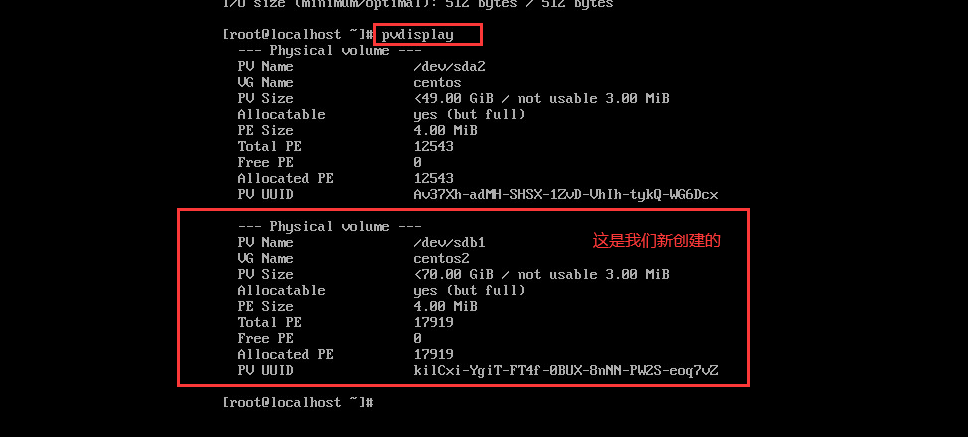 I/O size (minimum/optimal): 512 bytes / 512 bytes
[root@localhost ~]# pvdisplay
--- Physical volume ---
PV Name /dev/sda2
VG Name centos
PV Size <49.00 GiB / not usable 3.00 MiB
Allocatable yes (but full)
PE Size 4.00 MiB
Total PE 12543
Free PE 0
Allocated PE 12543
PV UUID Av37Xh-adMH-SHSX-1ZvD-VhIh-tykQ-WG6Dcx
--- Physical volume ---
PV Name /dev/sdb1 这是我们新创建的
VG Name centos2
PV Size <70.00 GiB / not usable 3.00 MiB
Allocatable yes (but full)
PE Size 4.00 MiB
Total PE 17919
Free PE 0
Allocated PE 17919
PV UUID kilCxi-YgiT-FT4f-0BUX-8nNN-PWZS-eoq7vZ
[root@localhost ~]#